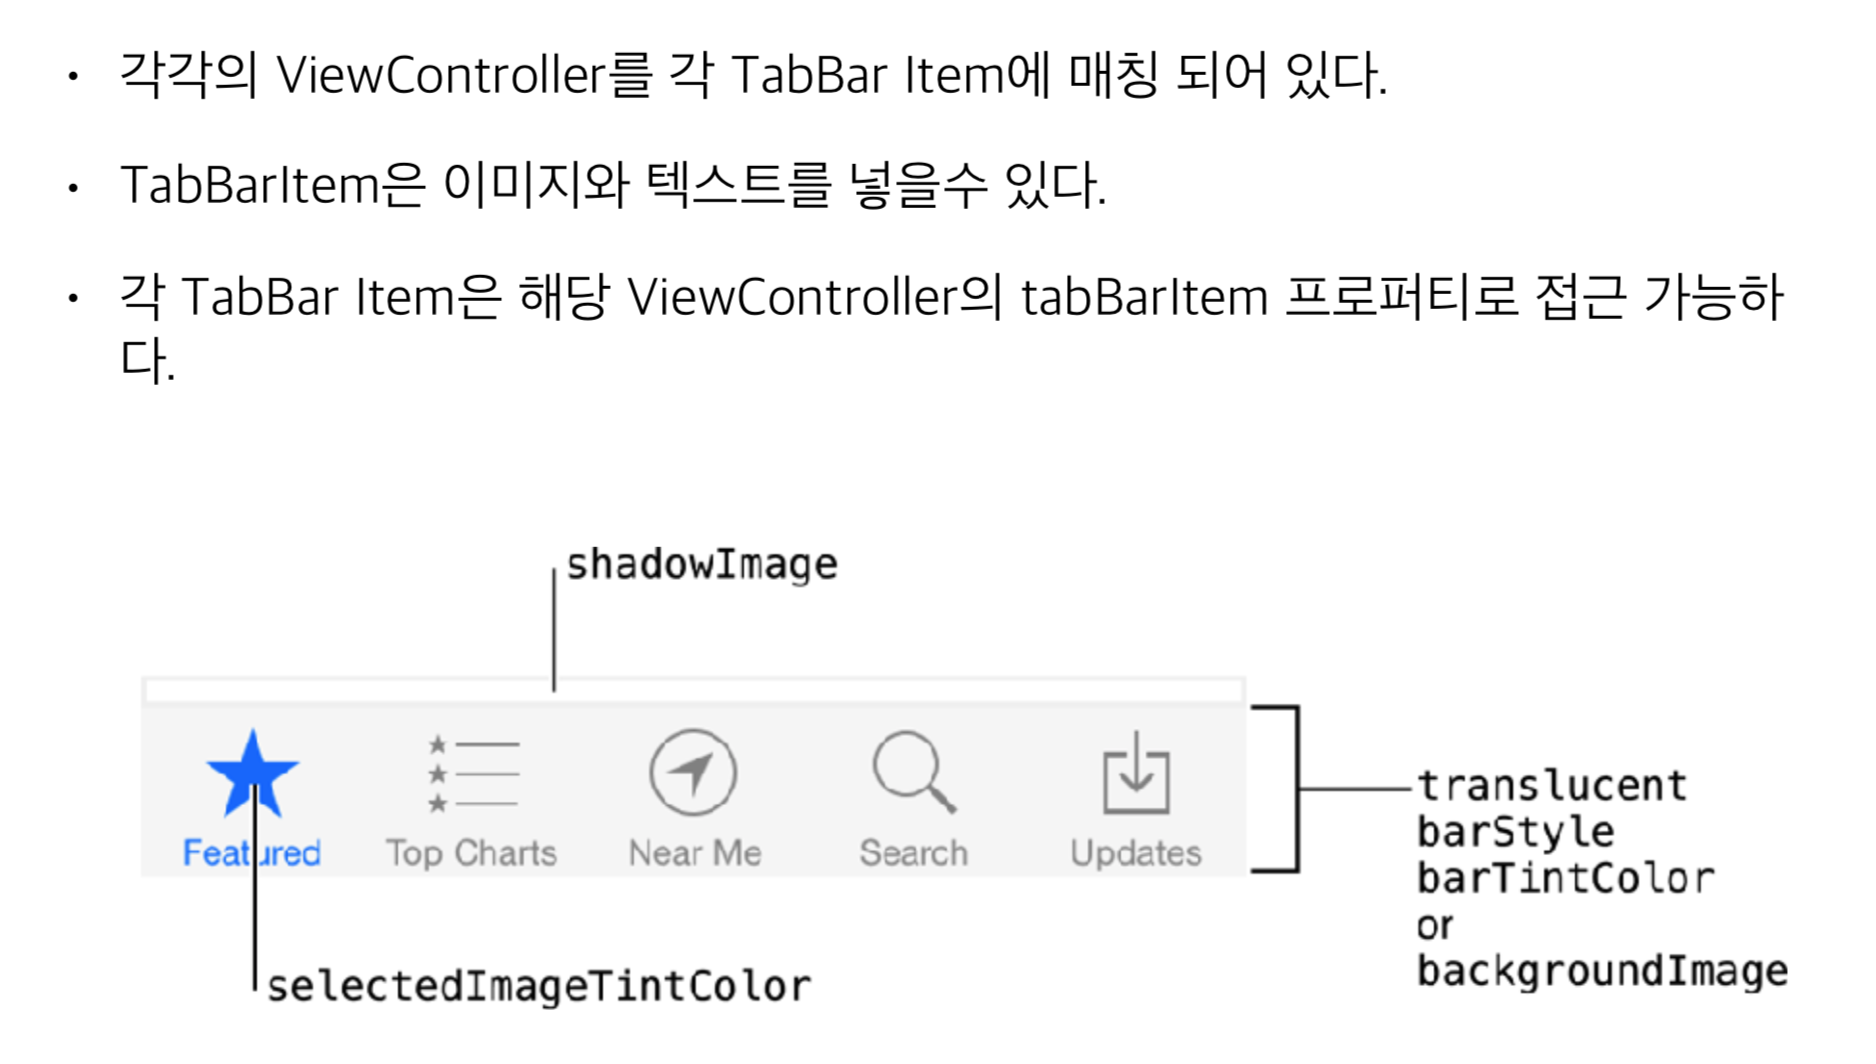 • 각각의 ViewController를 각 TabBar Item에 매칭 되어 있다.
• TabBarItem은 이미지와 텍스트를 넣을수 있다.
• 각 TabBar Item은 해당 ViewController의 tabBarItem 프로퍼티로 접근 가능하
다.
shadowImage
Featured Top Charts Near Me Search Updates
translucent
barStyle
barTintColor
or
backgroundImage
selectedImageTintColor